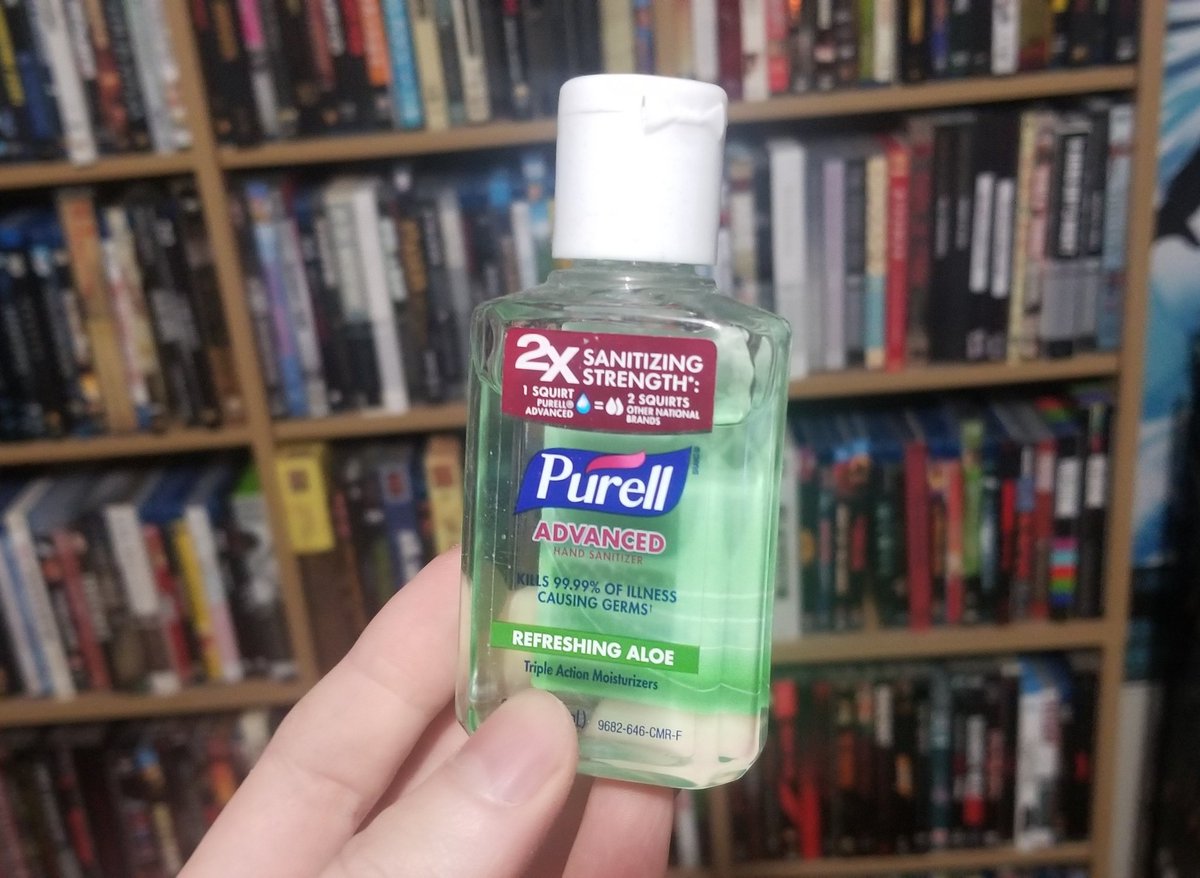 2X SANITIZING
STRENGTH*:
1 SQUIRT
PURELL®
ADVANCED
=
2 SQUIRTS
OTHER NATIONAL
BRANDS
Purell
ADVANCED
HAND SANITIZER
KILLS 99.99% OF ILLNESS
CAUSING GERMS†
REFRESHING ALOE
Triple Action Moisturizers
mL) 9682-646-CMR-F